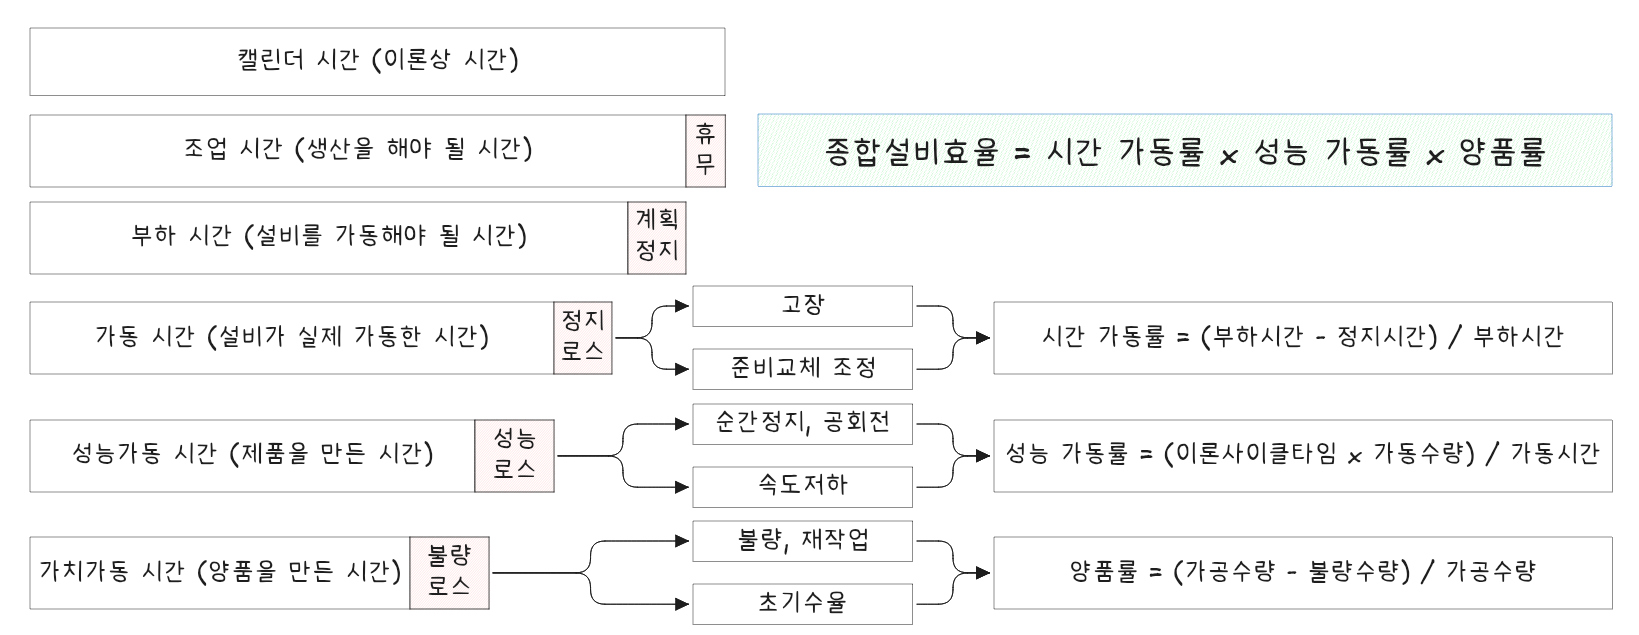 캘린더 시간 (이론상 시간)
조업 시간 (생산을 해야 될 시간)
휴
무
종합설비효율 = 시간 가동률 x 성능 가동률 x 양품률
부하 시간 (설비를 가동해야 될 시간)
계획
정지
가동 시간 (설비가 실제 가동한 시간)
정지
로스
고장
준비교체 조정
시간 가동률 = (부하시간 - 정지시간) / 부하시간
성능가동 시간 (제품을 만든 시간)
성능
로스
순간정지, 공회전
속도저하
성능 가동률 = (이론사이클타임 x 가동수량) / 가동시간
가치가동 시간 (양품을 만든 시간)
불량
로스
불량, 재작업
초기수율
양품률 = (가공수량 - 불량수량) / 가공수량